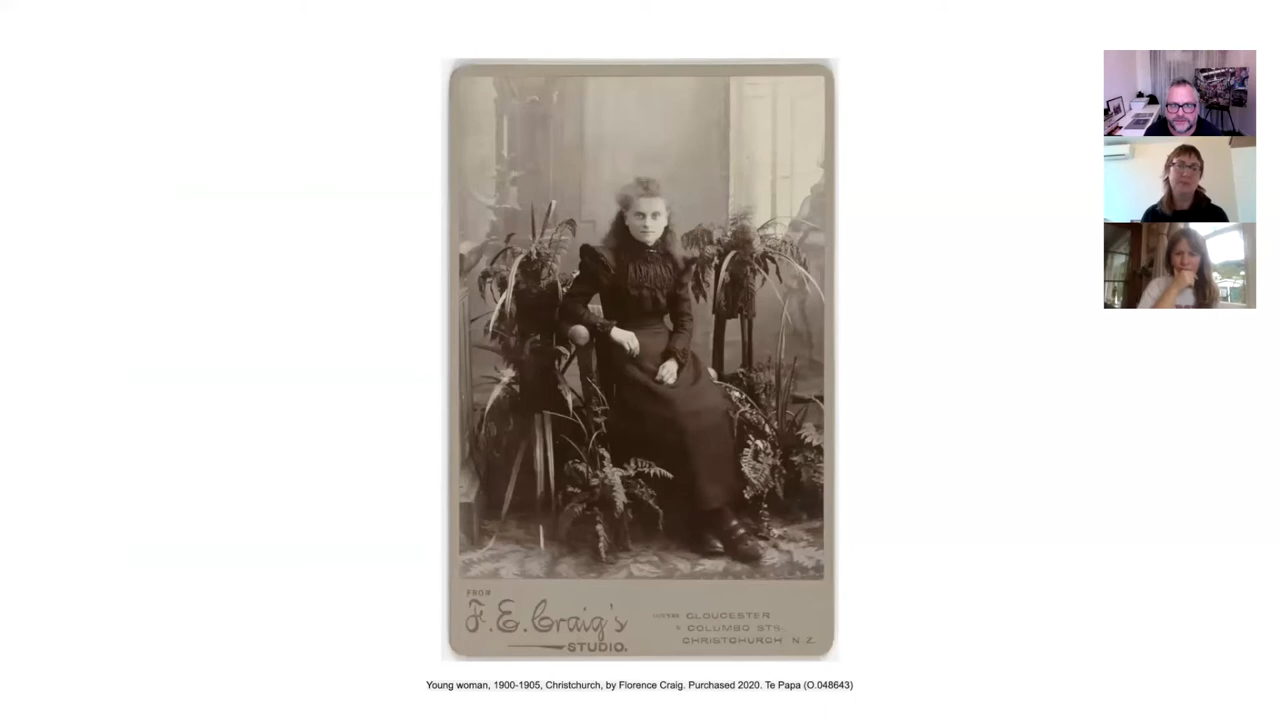 FROM
F. E. Craig's
STUDIO.
GLOUCESTER
& COLOMBO STS.
CHRISTCHURCH N Z
Young woman, 1900-1905, Christchurch, by Florence Craig. Purchased 2020. Te Papa (O.048643)